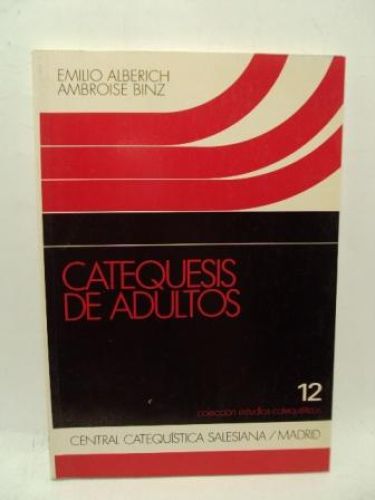 EMILIO ALBERICH
AMBROISE BINZ
CATEQUESIS
DE ADULTOS
12
colección estudios catequéticos
CENTRAL CATEQUÍSTICA SALESIANA / MADRID